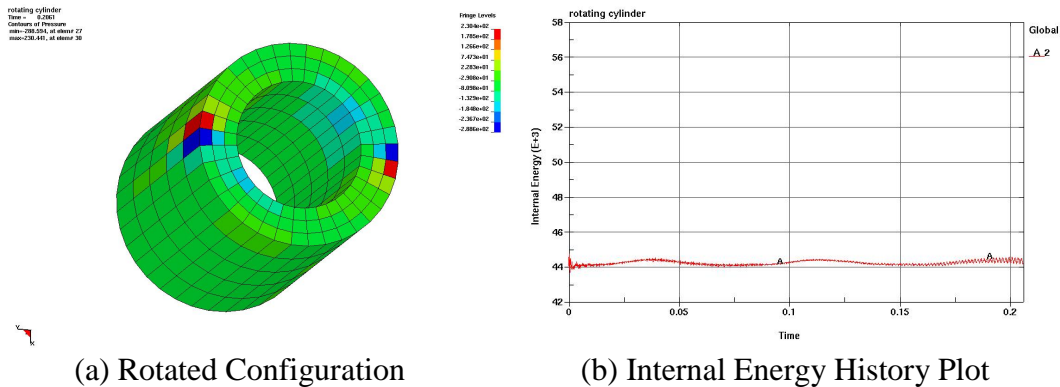 rotating cylinder
Time = 0.2061
Contours of Pressure
min=-288.594, at elem# 27
max=230.441, at elem# 30
Fringe Levels
2.304e+02
1.785e+02
1.266e+02
7.473e+01
2.283e+01
-2.908e+01
-8.098e+01
-1.329e+02
-1.848e+02
-2.367e+02
-2.886e+02
Y
X
(a) Rotated Configuration
rotating cylinder
58
56
54
52
50
48
46
44
42
Internal Energy (E+3)
A
A
0
0.05
0.1
0.15
0.2
Time
Global
A 2
(b) Internal Energy History Plot